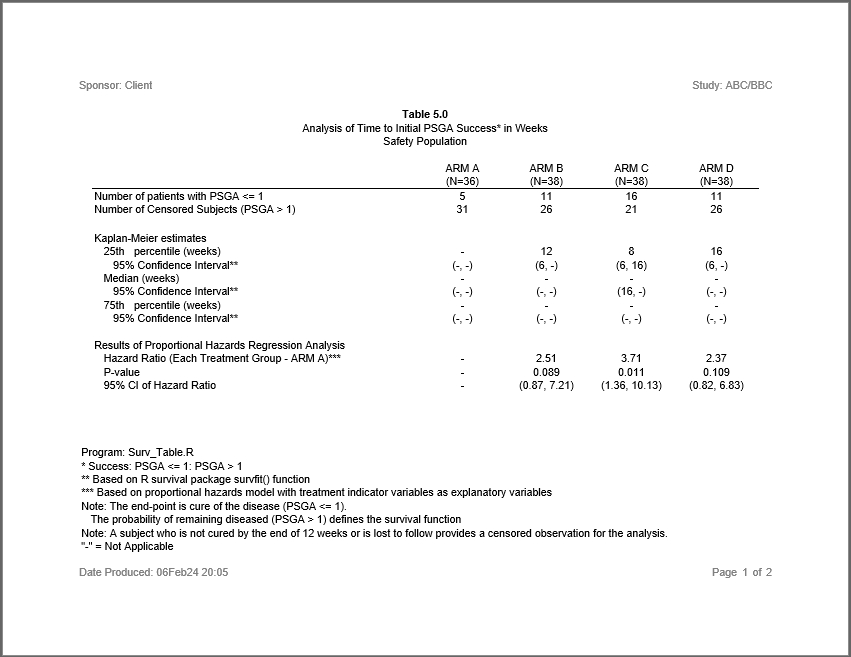 Sponsor: Client Study: ABC/BBC
Table 5.0
Analysis of Time to Initial PSGA Success* in Weeks
Safety Population
ARM A ARM B ARM C ARM D
(N=36) (N=38) (N=38) (N=38)
Number of patients with PSGA <= 1 5 11 16 11
Number of Censored Subjects (PSGA > 1) 31 26 21 26
Kaplan-Meier estimates
25th percentile (weeks) - 12 8 16
95% Confidence Interval** (-, -) (6, -) (6, 16) (6, -)
Median (weeks) - - - -
95% Confidence Interval** (-, -) (-, -) (16, -) (-, -)
75th percentile (weeks) - - - -
95% Confidence Interval** (-, -) (-, -) (-, -) (-, -)
Results of Proportional Hazards Regression Analysis
Hazard Ratio (Each Treatment Group - ARM A)*** - 2.51 3.71 2.37
P-value - 0.089 0.011 0.109
95% CI of Hazard Ratio - (0.87, 7.21) (1.36, 10.13) (0.82, 6.83)
Program: Surv_Table.R
* Success: PSGA <= 1: PSGA > 1
** Based on R survival package survfit() function
*** Based on proportional hazards model with treatment indicator variables as explanatory variables
Note: The end-point is cure of the disease (PSGA <= 1).
The probability of remaining diseased (PSGA > 1) defines the survival function
Note: A subject who is not cured by the end of 12 weeks or is lost to follow provides a censored observation for the analysis.
"-" = Not Applicable
Date Produced: 06Feb24 20:05 Page 1 of 2